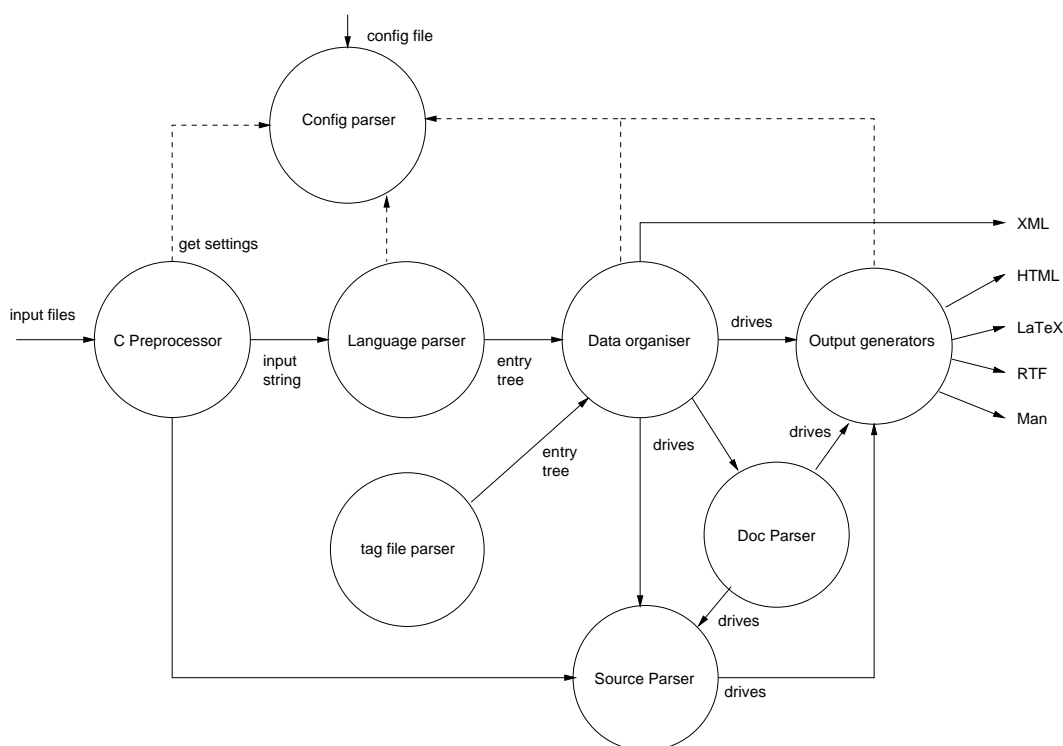 config file
Config parser
get settings
XML
HTML
input files
C Preprocessor
input
string
Language parser
entry
tree
Data organiser
drives
Output generators
LaTeX
RTF
Man
drives
drives
entry
tree
tag file parser
Doc Parser
drives
Source Parser
drives